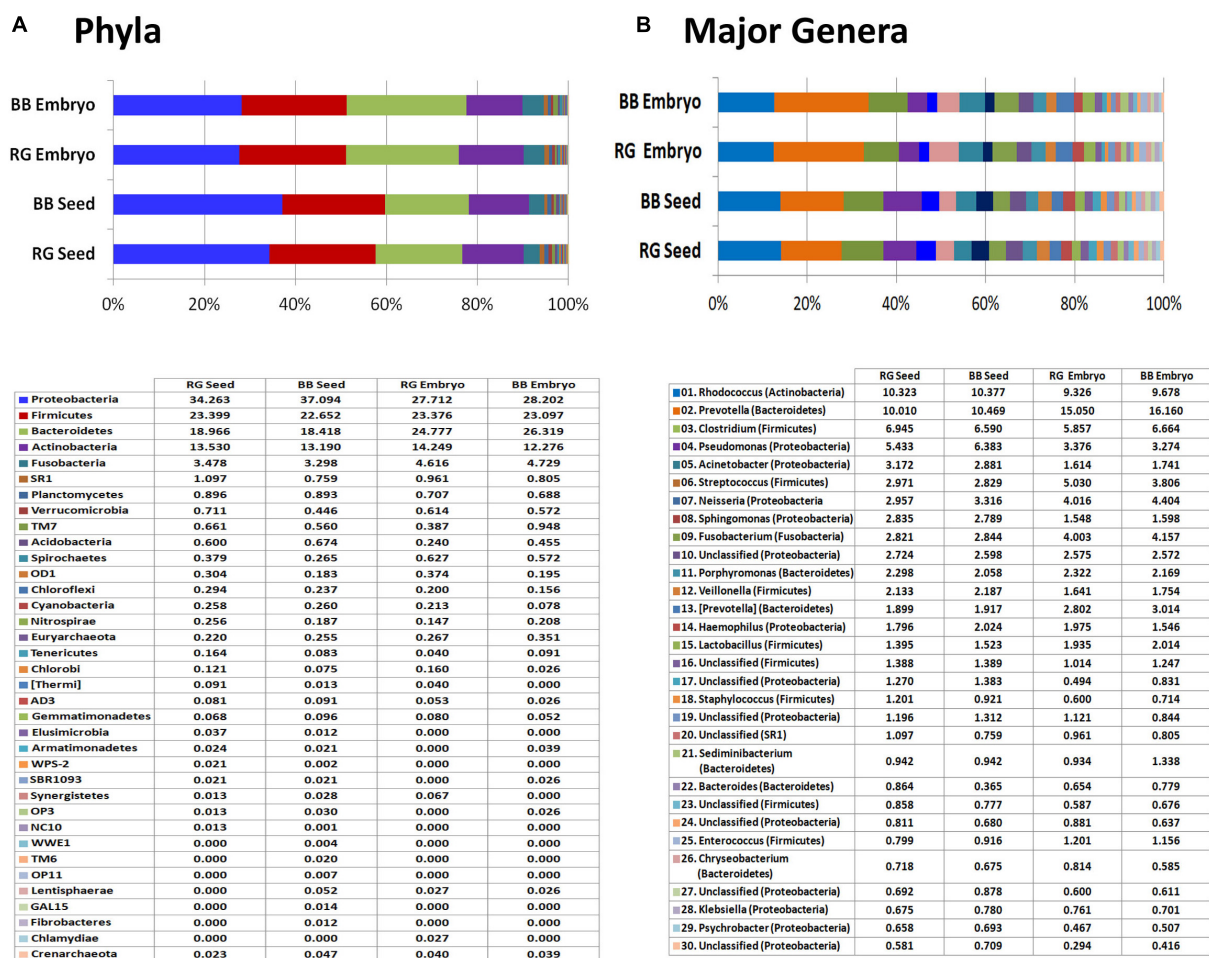 A Phyla
BB Embryo
RG Embryo
BB Seed
RG Seed
0% 20% 40% 60% 80% 100%
RG Seed BB Seed RG Embryo BB Embryo
Proteobacteria 34.263 37.094 27.712 28.202
Firmicutes 23.399 22.652 23.376 23.097
Bacteroidetes 18.966 18.418 24.777 26.319
Actinobacteria 13.530 13.190 14.249 12.276
Fusobacteria 3.478 3.298 4.616 4.729
SR1 1.097 0.759 0.961 0.805
Planctomycetes 0.896 0.893 0.707 0.688
Verrucomicrobia 0.711 0.446 0.614 0.572
TM7 0.661 0.560 0.387 0.948
Acidobacteria 0.600 0.674 0.240 0.455
Spirochaetes 0.379 0.265 0.627 0.572
OD1 0.304 0.183 0.374 0.195
Chloroflexi 0.294 0.237 0.200 0.156
Cyanobacteria 0.258 0.260 0.213 0.078
Nitrospirae 0.256 0.187 0.147 0.208
Euryarchaeota 0.220 0.255 0.267 0.351
Tenericutes 0.164 0.083 0.040 0.091
Chlorobi 0.121 0.075 0.160 0.026
[Thermi] 0.091 0.013 0.040 0.000
AD3 0.081 0.091 0.053 0.026
Gemmatimonadetes 0.068 0.096 0.080 0.052
Elusimicrobia 0.037 0.012 0.000 0.000
Armatimonadetes 0.024 0.021 0.000 0.039
WPS-2 0.021 0.002 0.000 0.000
SBR1093 0.021 0.021 0.000 0.026
Synergistetes 0.013 0.028 0.067 0.000
OP3 0.013 0.030 0.000 0.026
NC10 0.013 0.001 0.000 0.000
WWE1 0.000 0.004 0.000 0.000
TM6 0.000 0.020 0.000 0.000
OP11 0.000 0.007 0.000 0.000
Lentisphaerae 0.000 0.052 0.027 0.026
GAL15 0.000 0.014 0.000 0.000
Fibrobacteres 0.000 0.012 0.000 0.000
Chlamydiae 0.000 0.000 0.027 0.000
Crenarchaeota 0.023 0.047 0.040 0.039
B Major Genera
BB Embryo
RG Embryo
BB Seed
RG Seed
0% 20% 40% 60% 80% 100%
RG Seed BB Seed RG Embryo BB Embryo
01. Rhodococcus (Actinobacteria) 10.323 10.377 9.326 9.678
02. Prevotella (Bacteroidetes) 10.010 10.469 15.050 16.160
03. Clostridium (Firmicutes) 6.945 6.590 5.857 6.664
04. Pseudomonas (Proteobacteria) 5.433 6.383 3.376 3.274
05. Acinetobacter (Proteobacteria) 3.172 2.881 1.614 1.741
06. Streptococcus (Firmicutes) 2.971 2.829 5.030 3.806
07. Neisseria (Proteobacteria 2.957 3.316 4.016 4.404
08. Sphingomonas (Proteobacteria) 2.835 2.789 1.548 1.598
09. Fusobacterium (Fusobacteria) 2.821 2.844 4.003 4.157
10. Unclassified (Proteobacteria) 2.724 2.598 2.575 2.572
11. Porphyromonas (Bacteroidetes) 2.298 2.058 2.322 2.169
12. Veillonella (Firmicutes) 2.133 2.187 1.641 1.754
13. [Prevotella] (Bacteroidetes) 1.899 1.917 2.802 3.014
14. Haemophilus (Proteobacteria) 1.796 2.024 1.975 1.546
15. Lactobacillus (Firmicutes) 1.395 1.523 1.935 2.014
16. Unclassified (Firmicutes) 1.388 1.389 1.014 1.247
17. Unclassified (Proteobacteria) 1.270 1.383 0.494 0.831
18. Staphylococcus (Firmicutes) 1.201 0.921 0.600 0.714
19. Unclassified (Proteobacteria) 1.196 1.312 1.121 0.844
20. Unclassified (SR1) 1.097 0.759 0.961 0.805
21. Sediminibacterium
(Bacteroidetes) 0.942 0.942 0.934 1.338
22. Bacteroides (Bacteroidetes) 0.864 0.365 0.654 0.779
23. Unclassified (Firmicutes) 0.858 0.777 0.587 0.676
24. Unclassified (Proteobacteria) 0.811 0.680 0.881 0.637
25. Enterococcus (Firmicutes) 0.799 0.916 1.201 1.156
26. Chryseobacterium
(Bacteroidetes) 0.718 0.675 0.814 0.585
27. Unclassified (Proteobacteria) 0.692 0.878 0.600 0.611
28. Klebsiella (Proteobacteria) 0.675 0.780 0.761 0.701
29. Psychrobacter (Proteobacteria) 0.658 0.693 0.467 0.507
30. Unclassified (Proteobacteria) 0.581 0.709 0.294 0.416